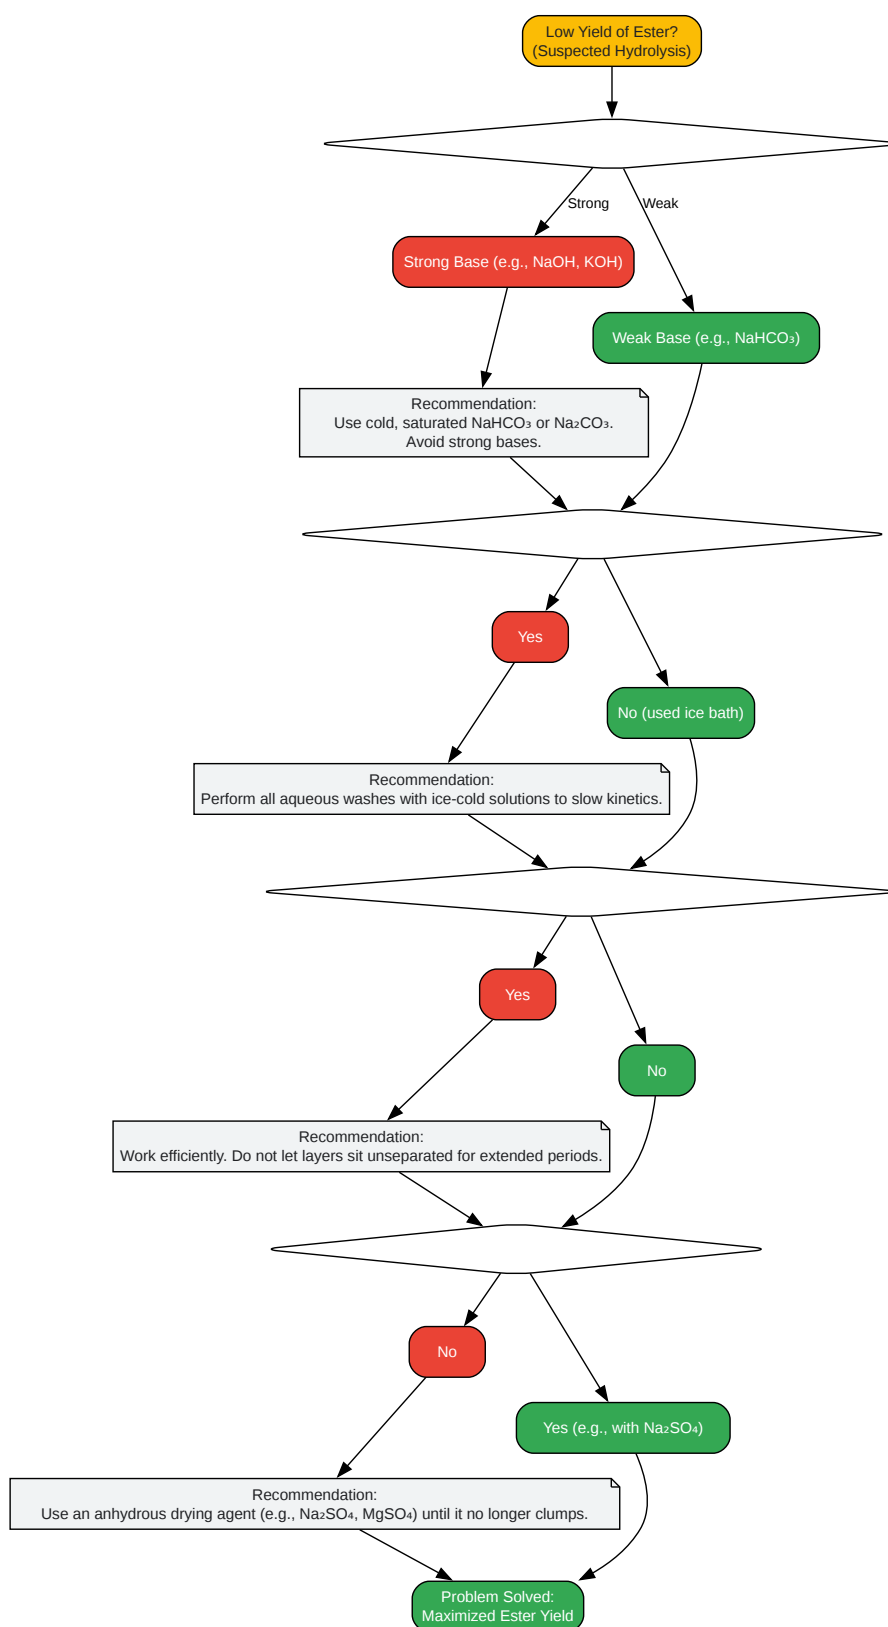 Low Yield of Ester?
(Suspected Hydrolysis)
Strong
Weak
Strong Base (e.g., NaOH, KOH)
Weak Base (e.g., NaHCO₃)
Recommendation:
Use cold, saturated NaHCO₃ or Na₂CO₃.
Avoid strong bases.
Yes
No (used ice bath)
Recommendation:
Perform all aqueous washes with ice-cold solutions to slow kinetics.
Yes
No
Recommendation:
Work efficiently. Do not let layers sit unseparated for extended periods.
No
Yes (e.g., with Na₂SO₄)
Recommendation:
Use an anhydrous drying agent (e.g., Na₂SO₄, MgSO₄) until it no longer clumps.
Problem Solved:
Maximized Ester Yield